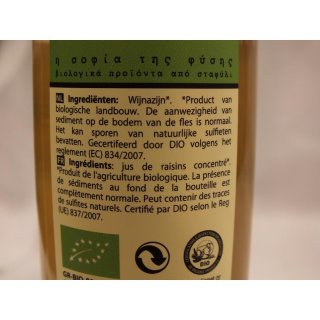 η σοφία της φύσης
βιολογικά προϊόντα από σταφύλι
NL Ingrediënten: Wijnazijn*. *Product van
biologische landbouw. De aanwezigheid van
sediment op de bodem van de fles is normaal.
Het kan sporen van natuurlijke sulfieten
bevatten. Gecertifeerd door DIO volgens het
reglement (EC) 834/2007.
FR Ingrédients: jus de raisins concentré*.
*Produit de l'agriculture biologique. La présence
de sédiments au fond de la bouteille est
complètement normale. Peut contenir des traces
de sulfites naturels. Certifié par DIO selon le Reg
(UE) 837/2007.
BIO
GR-BIO